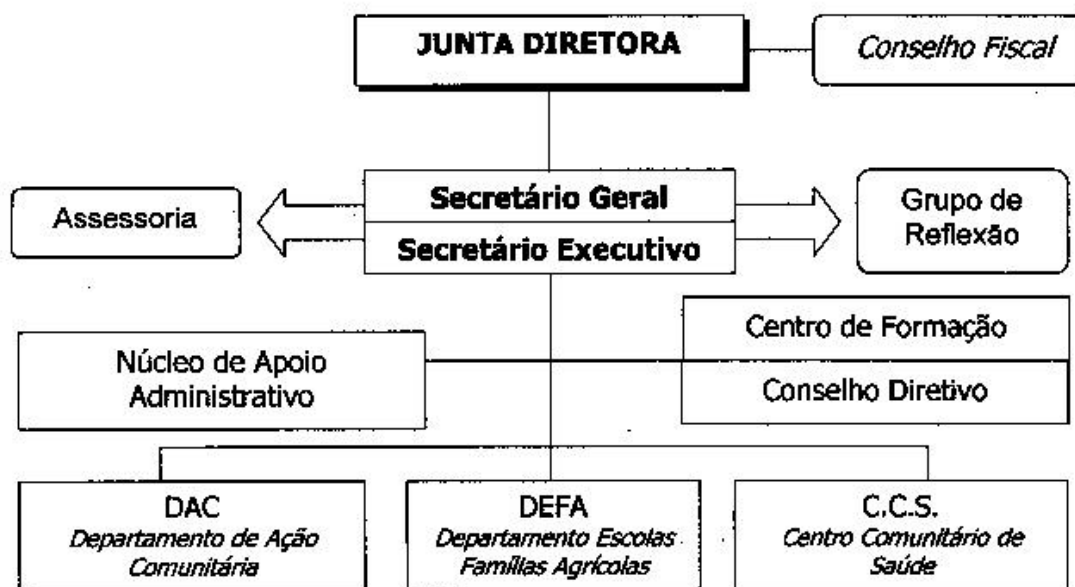 JUNTA DIRETORA
Conselho Fiscal
Assessoria
Secretário Geral
Secretário Executivo
Grupo de
Reflexão
Núcleo de Apoio
Administrativo
Centro de Formação
Conselho Diretivo
DAC
Departamento de Ação
Comunitária
DEFA
Departamento Escolas
Famílias Agrícolas
C.C.S.
Centro Comunitário de
Saúde